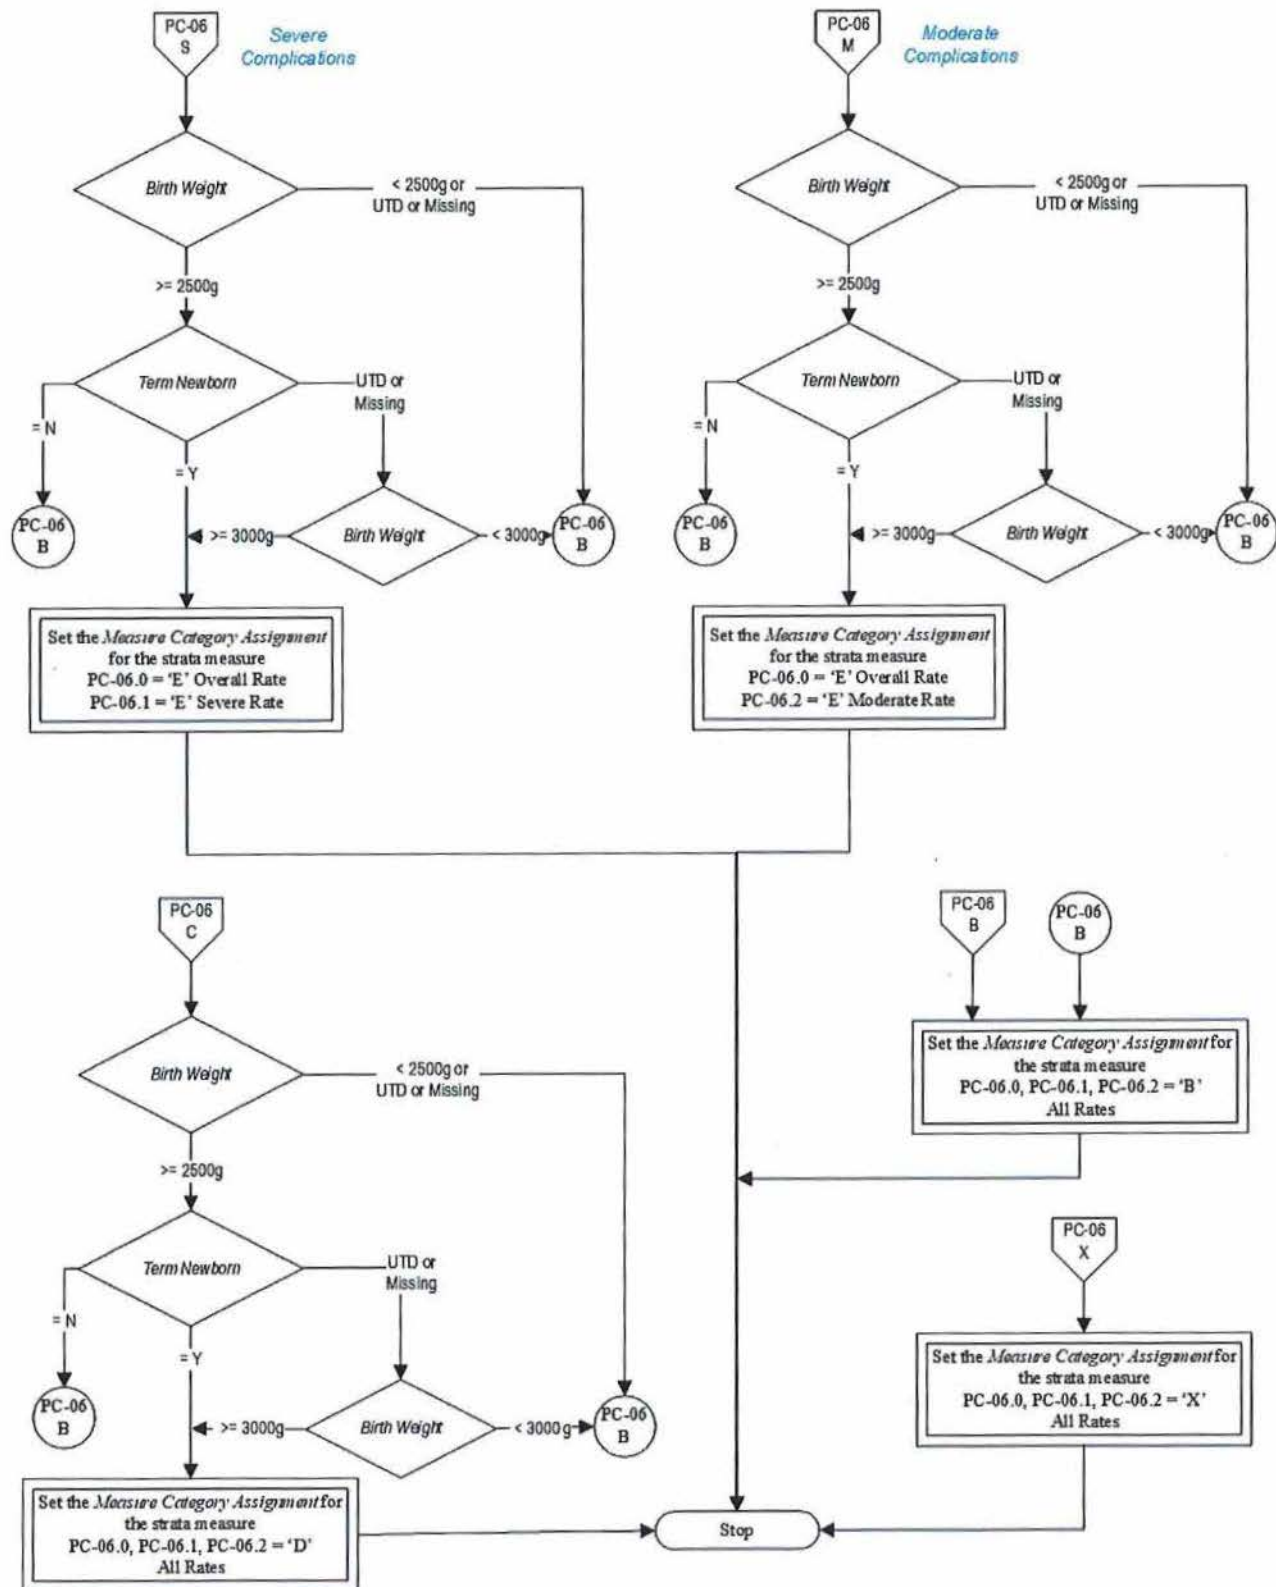 PC-06
S
Severe
Complications
Birth Weight
< 2500g or
UTD or Missing
>= 2500g
Term Newborn
UTD or
Missing
= N
= Y
PC-06
B
>= 3000g
Birth Weight
< 3000g
PC-06
B
Set the Measure Category Assignment
for the strata measure
PC-06.0 = ‘E’ Overall Rate
PC-06.1 = ‘E’ Severe Rate
PC-06
M
Moderate
Complications
Birth Weight
< 2500g or
UTD or Missing
>= 2500g
Term Newborn
UTD or
Missing
= N
= Y
PC-06
B
>= 3000g
Birth Weight
< 3000g
PC-06
B
Set the Measure Category Assignment
for the strata measure
PC-06.0 = ‘E’ Overall Rate
PC-06.2 = ‘E’ Moderate Rate
PC-06
C
Birth Weight
< 2500g or
UTD or Missing
>= 2500g
Term Newborn
UTD or
Missing
= N
= Y
PC-06
B
>= 3000g
Birth Weight
< 3000 g
PC-06
B
Set the Measure Category Assignment for
the strata measure
PC-06.0, PC-06.1, PC-06.2 = ‘D’
All Rates
PC-06
B
PC-06
B
Set the Measure Category Assignment for
the strata measure
PC-06.0, PC-06.1, PC-06.2 = ‘B’
All Rates
PC-06
X
Set the Measure Category Assignment for
the strata measure
PC-06.0, PC-06.1, PC-06.2 = ‘X’
All Rates
Stop